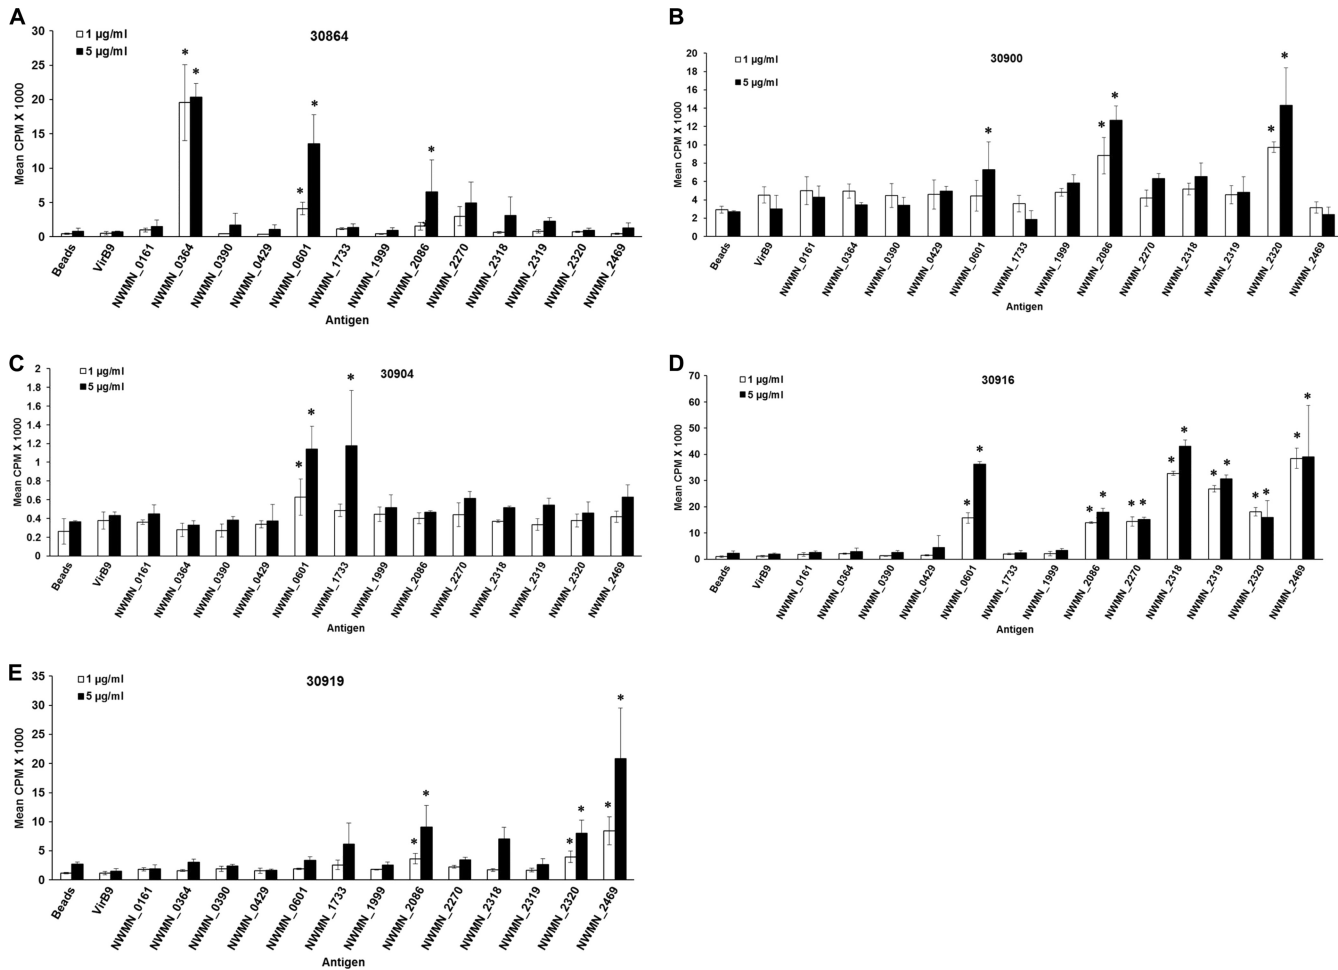 A
30864
1 µg/ml
5 µg/ml
Mean CPM X 1000
30
25
20
15
10
5
0
* * * * *
Beads VirB9 NWMN_0161 NWMN_0364 NWMN_0390 NWMN_0429 NWMN_0601 NWMN_1733 NWMN_1999 NWMN_2086 NWMN_2270 NWMN_2318 NWMN_2319 NWMN_2320 NWMN_2469
Antigen
B
30900
1 µg/ml
5 µg/ml
Mean CPM X 1000
20
18
16
14
12
10
8
6
4
2
0
* * * * *
Beads VirB9 NWMN_0161 NWMN_0364 NWMN_0390 NWMN_0429 NWMN_0601 NWMN_1733 NWMN_1999 NWMN_2086 NWMN_2270 NWMN_2318 NWMN_2319 NWMN_2320 NWMN_2469
Antigen
C
30904
1 µg/ml
5 µg/ml
Mean CPM X 1000
2
1.8
1.6
1.4
1.2
1
0.8
0.6
0.4
0.2
0
* * *
Beads VirB9 NWMN_0161 NWMN_0364 NWMN_0390 NWMN_0429 NWMN_0601 NWMN_1733 NWMN_1999 NWMN_2086 NWMN_2270 NWMN_2318 NWMN_2319 NWMN_2320 NWMN_2469
Antigen
D
30916
1 µg/ml
5 µg/ml
Mean CPM X 1000
70
60
50
40
30
20
10
0
* * * * * * * * * * * * * *
Beads VirB9 NWMN_0161 NWMN_0364 NWMN_0390 NWMN_0429 NWMN_0601 NWMN_1733 NWMN_1999 NWMN_2086 NWMN_2270 NWMN_2318 NWMN_2319 NWMN_2320 NWMN_2469
Antigen
E
30919
1 µg/ml
5 µg/ml
Mean CPM X 1000
35
30
25
20
15
10
5
0
* * * * * *
Beads VirB9 NWMN_0161 NWMN_0364 NWMN_0390 NWMN_0429 NWMN_0601 NWMN_1733 NWMN_1999 NWMN_2086 NWMN_2270 NWMN_2318 NWMN_2319 NWMN_2320 NWMN_2469
Antigen